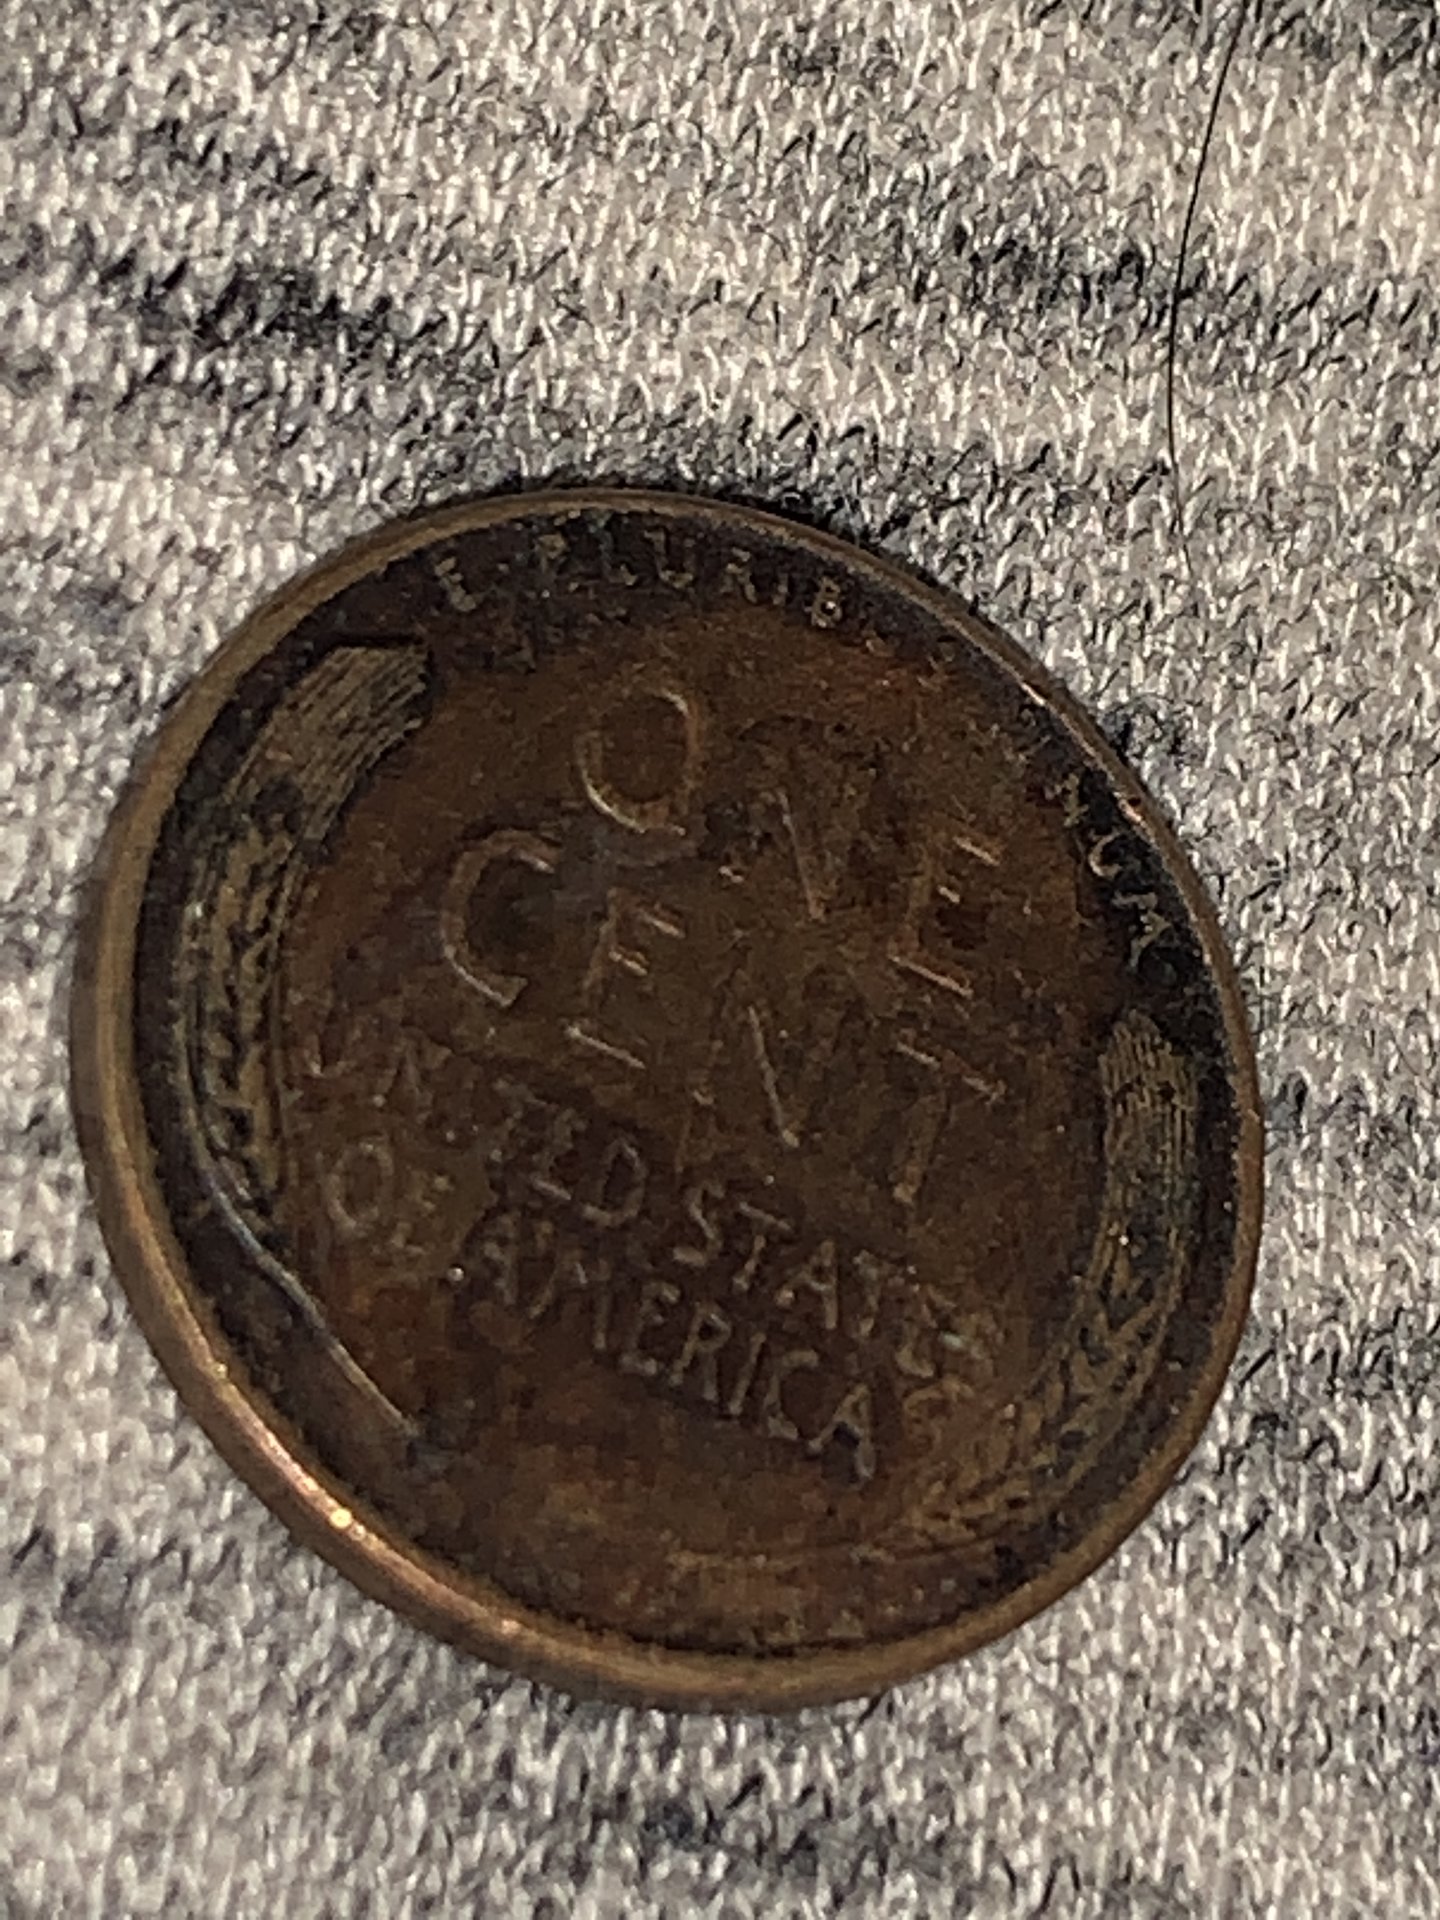 E · PLURIBUS UNUM
ONE
CENT
UNITED STATES
OF AMERICA